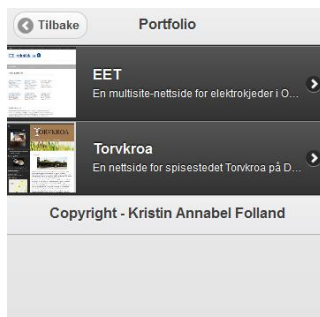 Tilbake
Portfolio
EET
En multisite-nettside for elektrokjeder i O...
Torvkroa
En nettside for spisestedet Torvkroa på D...
Copyright - Kristin Annabel Folland